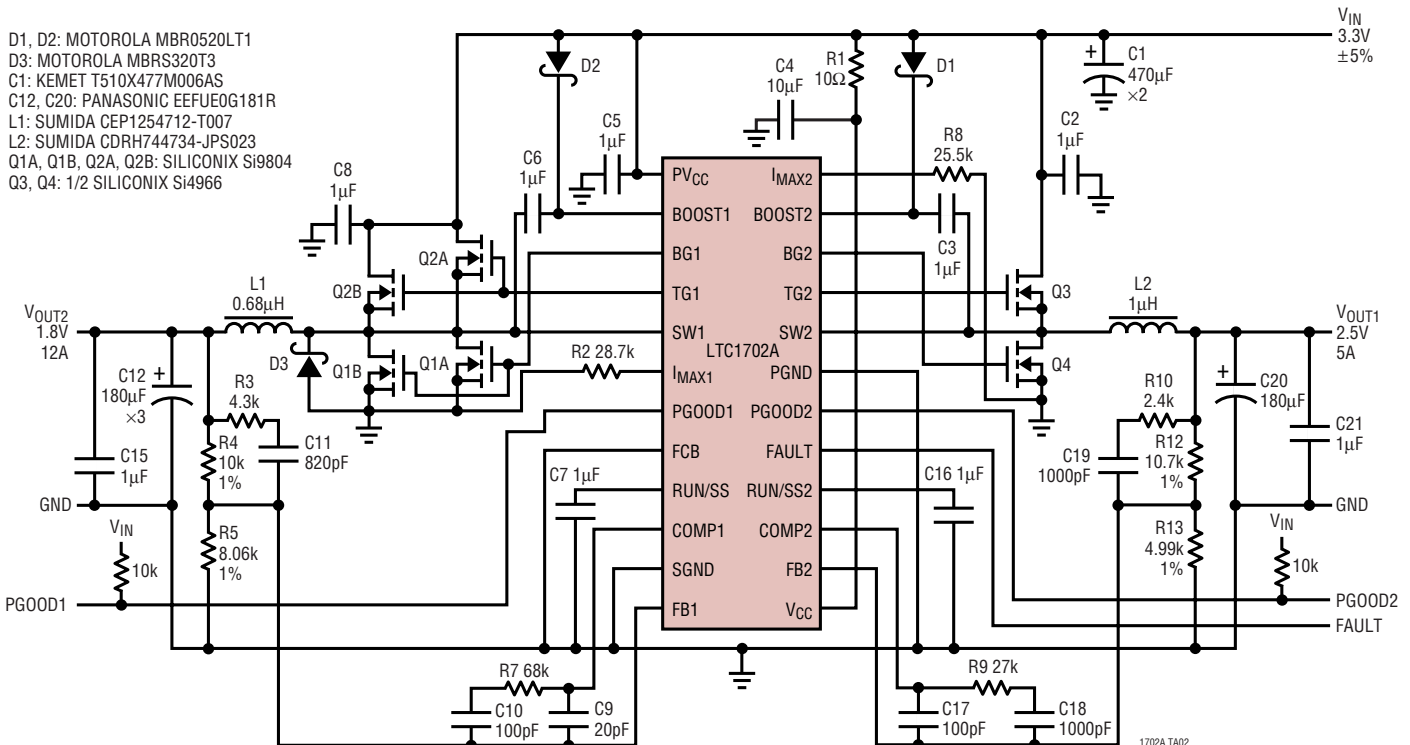 D1, D2: MOTOROLA MBR0520LT1
D3: MOTOROLA MBRS320T3
C1: KEMET T510X477M006AS
C12, C20: PANASONIC EEFUE0G181R
L1: SUMIDA CEP1254712-T007
L2: SUMIDA CDRH744734-JPS023
Q1A, Q1B, Q2A, Q2B: SILICONIX Si9804
Q3, Q4: 1/2 SILICONIX Si4966
VIN
3.3V
±5%
D2
C4
10µF
R1
10Ω
D1
+
C1
470µF
×2
C5
1µF
C6
1µF
C8
1µF
R8
25.5k
C2
1µF
C3
1µF
PVCC
BOOST1
BG1
TG1
SW1
IMAX1
PGOOD1
FCB
RUN/SS
COMP1
SGND
FB1
LTC1702A
IMAX2
BOOST2
BG2
TG2
SW2
PGND
PGOOD2
FAULT
RUN/SS2
COMP2
FB2
VCC
Q2A
Q2B
Q1B
Q1A
Q3
Q4
L1
0.68µH
L2
1µH
VOUT2
1.8V
12A
VOUT1
2.5V
5A
D3
R2 28.7k
C12
180µF
×3
+
R3
4.3k
R4
10k
1%
C11
820pF
C15
1µF
GND
R5
8.06k
1%
VIN
10k
PGOOD1
C7 1µF
C16 1µF
R10
2.4k
C19
1000pF
R12
10.7k
1%
+
C20
180µF
C21
1µF
GND
R13
4.99k
1%
VIN
10k
PGOOD2
FAULT
R7 68k
C10
100pF
C9
20pF
R9 27k
C17
100pF
C18
1000pF
1702A TA02